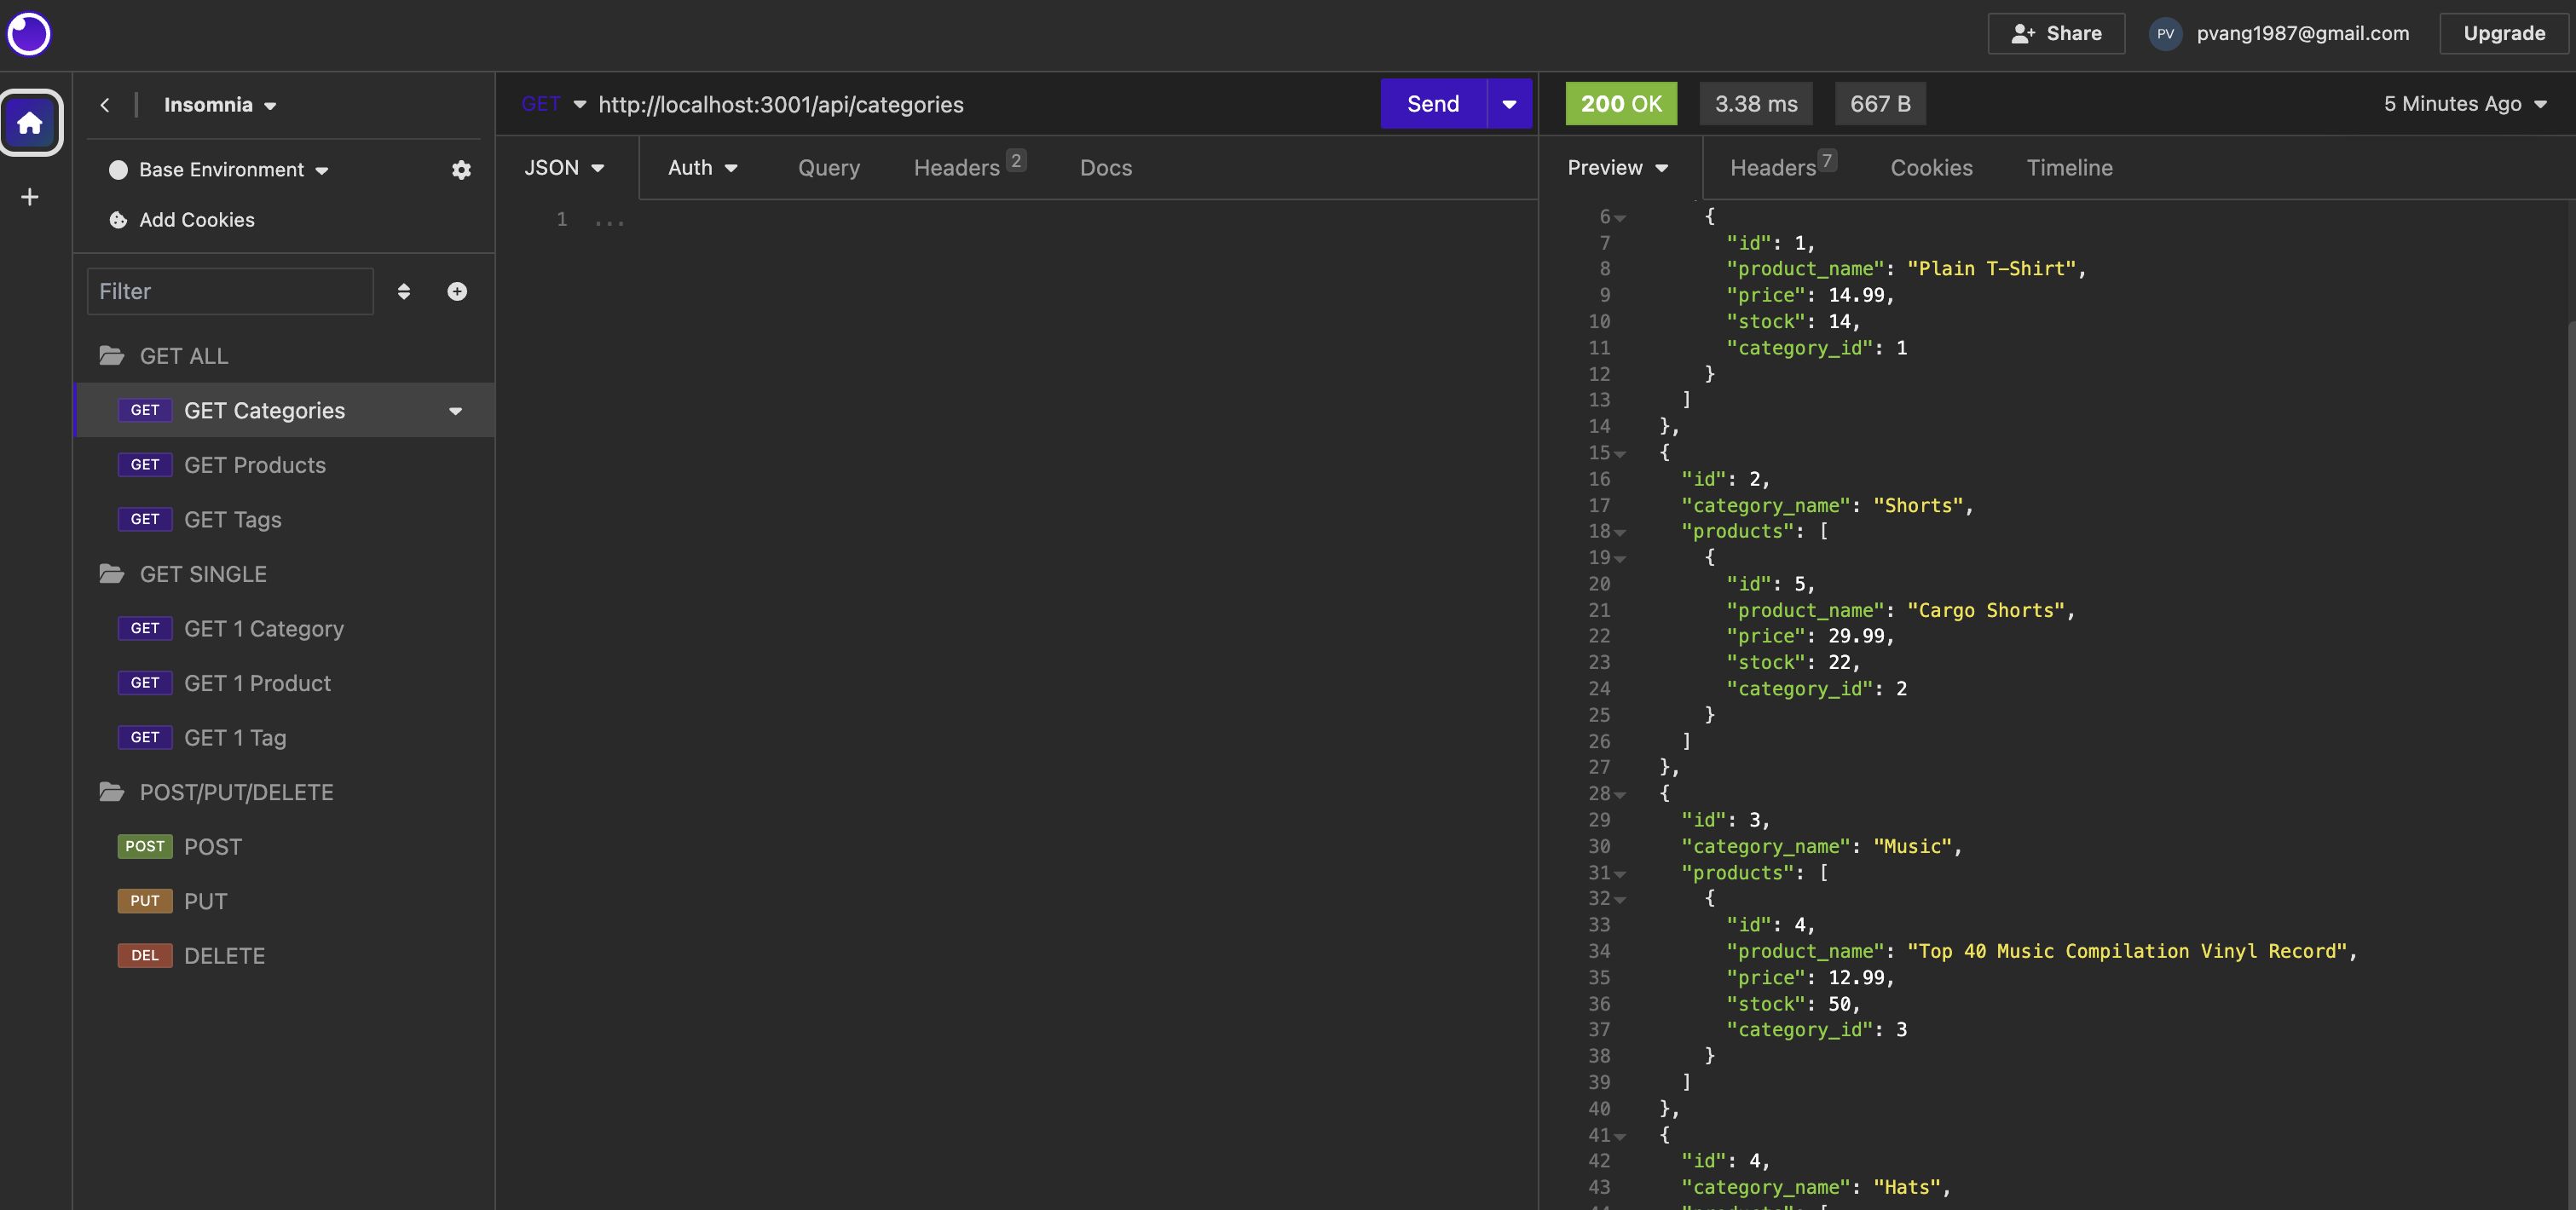 Share
PV
pvang1987@gmail.com
Upgrade
Insomnia
Base Environment
Add Cookies
Filter
GET ALL
GET GET Categories
GET GET Products
GET GET Tags
GET SINGLE
GET GET 1 Category
GET GET 1 Product
GET GET 1 Tag
POST/PUT/DELETE
POST POST
PUT PUT
DEL DELETE
GET http://localhost:3001/api/categories
Send
JSON Auth Query Headers 2 Docs
1 ...
200 OK 3.38 ms 667 B 5 Minutes Ago
Preview Headers 7 Cookies Timeline
6 {
7 "id": 1,
8 "product_name": "Plain T-Shirt",
9 "price": 14.99,
10 "stock": 14,
11 "category_id": 1
12 }
13 ]
14 },
15 {
16 "id": 2,
17 "category_name": "Shorts",
18 "products": [
19 {
20 "id": 5,
21 "product_name": "Cargo Shorts",
22 "price": 29.99,
23 "stock": 22,
24 "category_id": 2
25 }
26 ]
27 },
28 {
29 "id": 3,
30 "category_name": "Music",
31 "products": [
32 {
33 "id": 4,
34 "product_name": "Top 40 Music Compilation Vinyl Record",
35 "price": 12.99,
36 "stock": 50,
37 "category_id": 3
38 }
39 ]
40 },
41 {
42 "id": 4,
43 "category_name": "Hats",